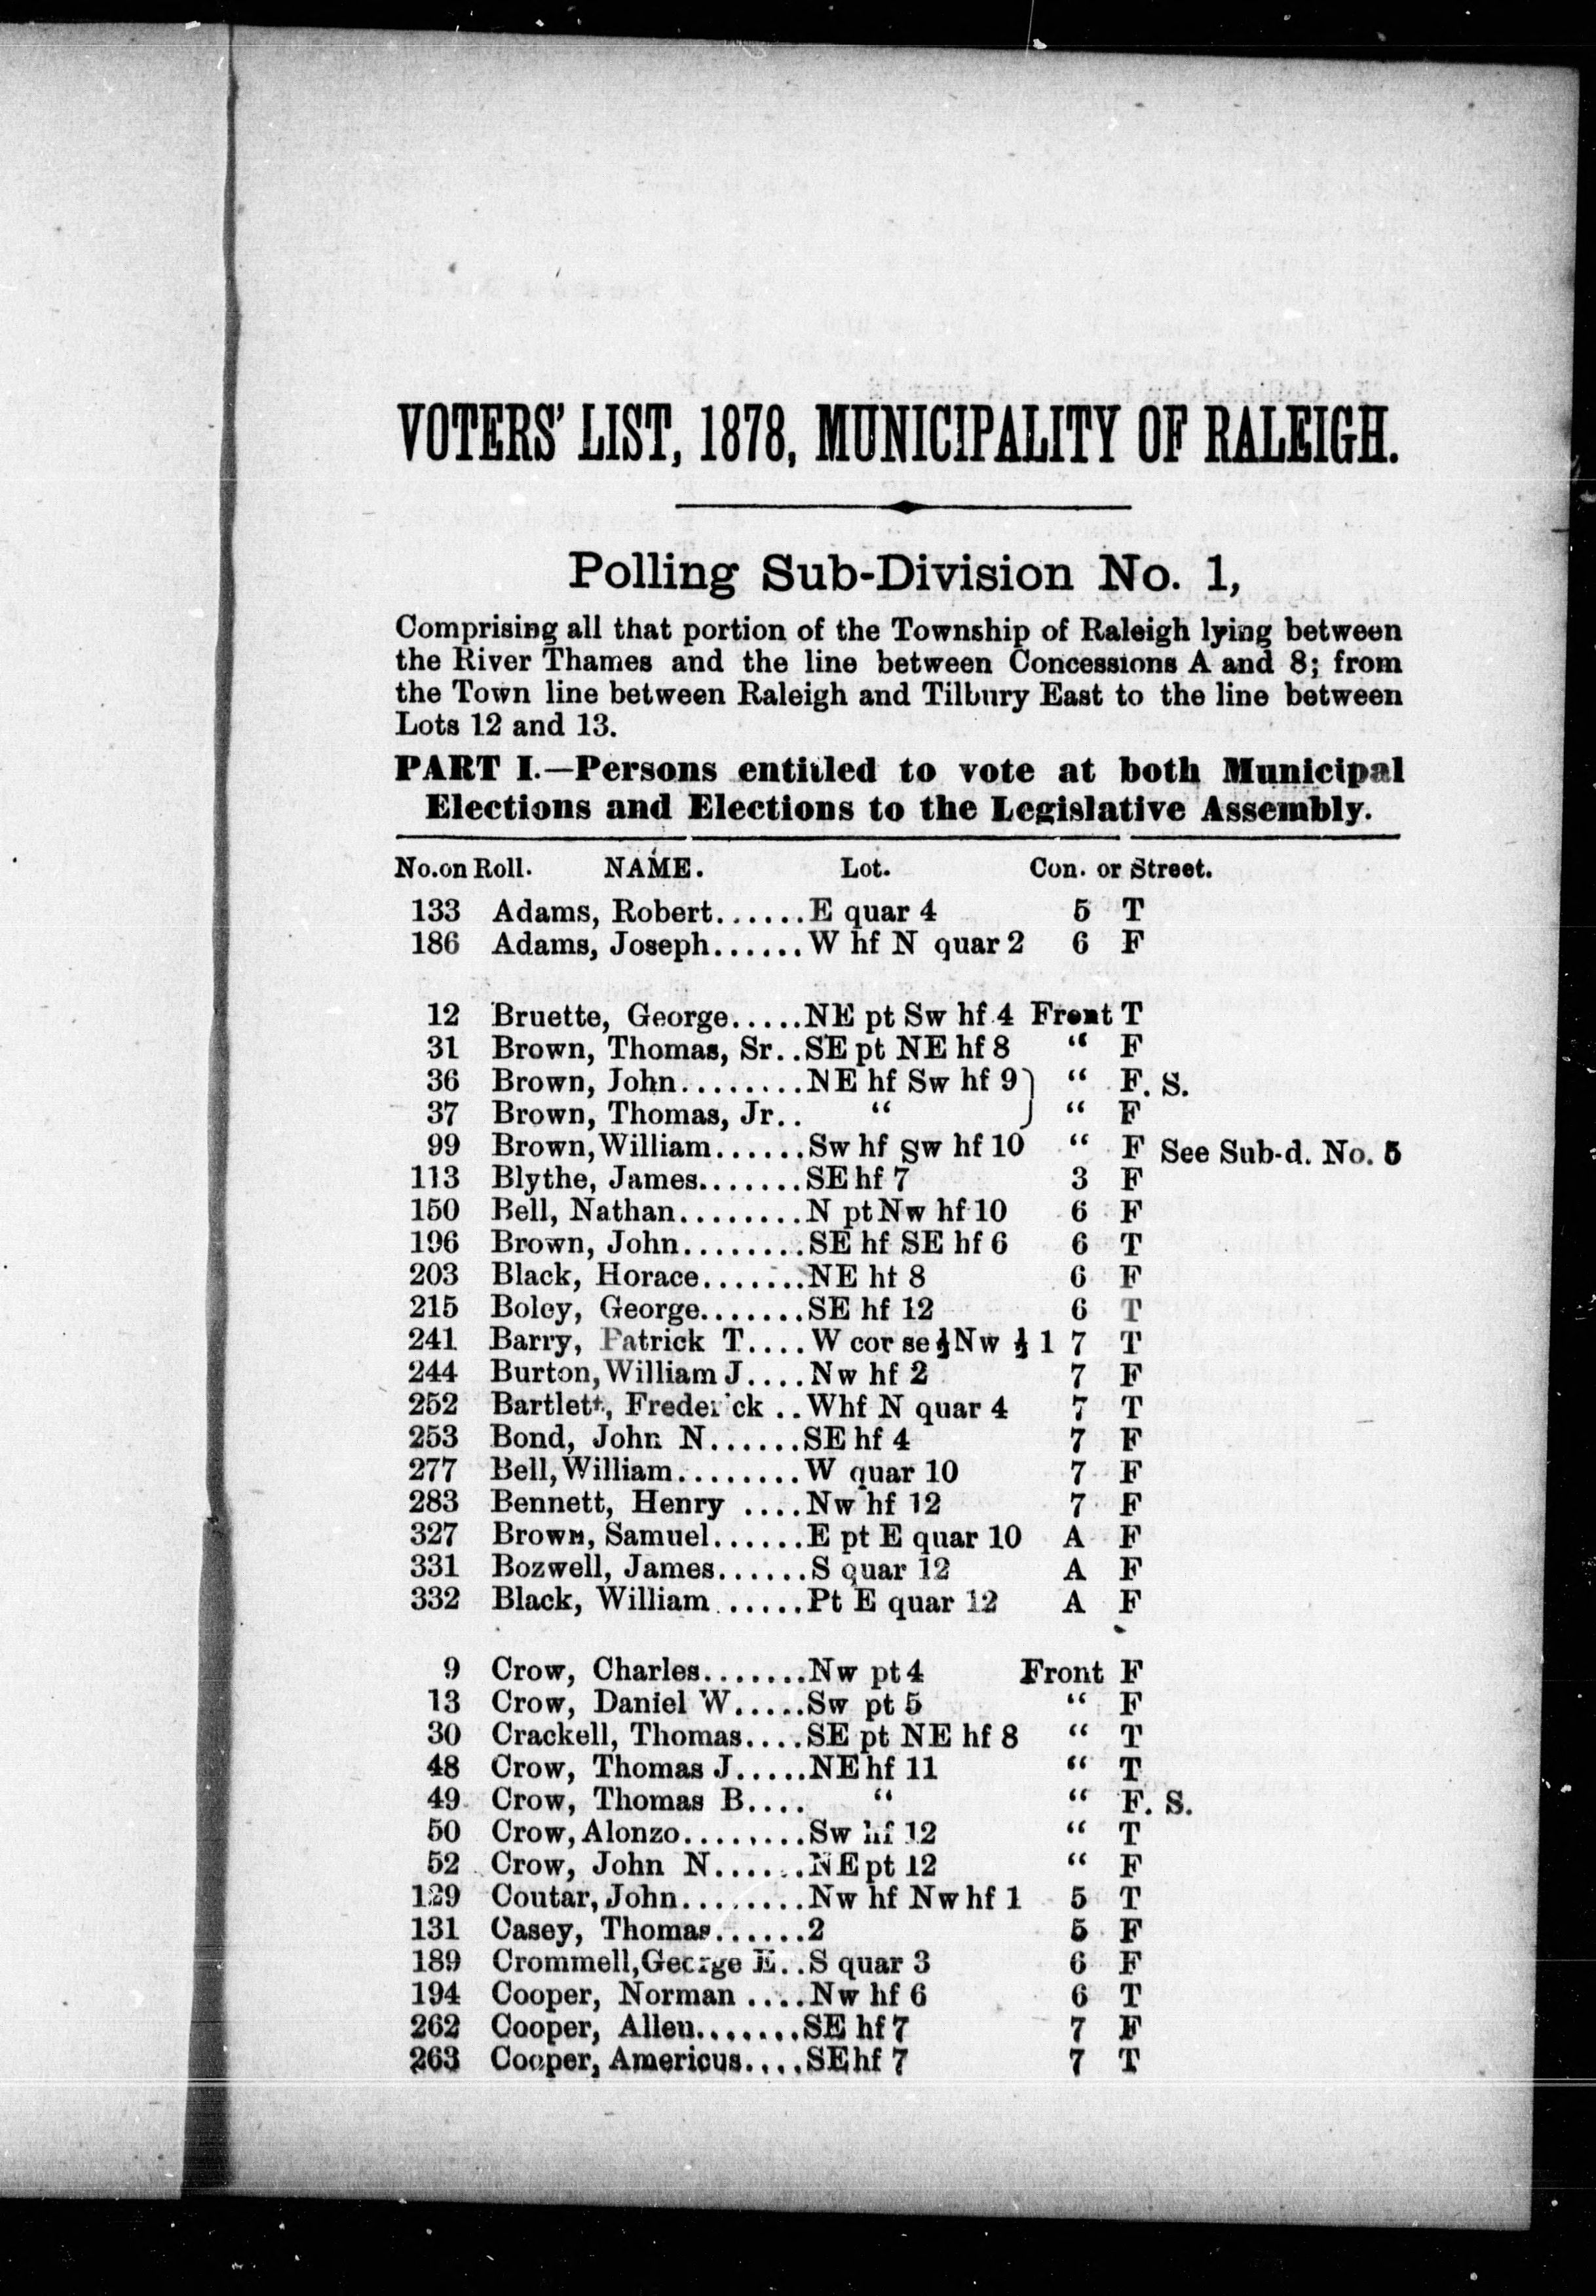 VOTERS' LIST, 1878, MUNICIPALITY OF RALEIGH.
Polling Sub-Division No. 1,
Comprising all that portion of the Township of Raleigh lying between
the River Thames and the line between Concessions A and 8; from
the Town line between Raleigh and Tilbury East to the line between
Lots 12 and 13.
PART I.—Persons entitled to vote at both Municipal
Elections and Elections to the Legislative Assembly.
No. on Roll. NAME. Lot. Con. or Street.
133 Adams, Robert......E quar 4 5 T
186 Adams, Joseph......W hf N quar 2 6 F
12 Bruette, George.....NE pt Sw hf 4 Front T
31 Brown, Thomas, Sr..SE pt NE hf 8 " F
36 Brown, John........NE hf Sw hf 9 } " F. S.
37 Brown, Thomas, Jr.. " } " F
99 Brown, William......Sw hf Sw hf 10 " F See Sub-d. No. 5
113 Blythe, James.......SE hf 7 3 F
150 Bell, Nathan........N pt Nw hf 10 6 F
196 Brown, John........SE hf SE hf 6 6 T
203 Black, Horace.......NE hf 8 6 F
215 Boley, George.......SE hf 12 6 T
241 Barry, Patrick T....W cor se ½ Nw ½ 1 7 T
244 Burton, William J....Nw hf 2 7 F
252 Bartlett, Frederick ..W hf N quar 4 7 T
253 Bond, John N......SE hf 4 7 F
277 Bell, William........W quar 10 7 F
283 Bennett, Henry ....Nw hf 12 7 F
327 Brown, Samuel......E pt E quar 10 A F
331 Bozwell, James......S quar 12 A F
332 Black, William ......Pt E quar 12 A F
9 Crow, Charles.......Nw pt 4 Front F
13 Crow, Daniel W.....Sw pt 5 " F
30 Crackell, Thomas....SE pt NE hf 8 " T
48 Crow, Thomas J.....NE hf 11 " T
49 Crow, Thomas B.... " " F. S.
50 Crow, Alonzo........Sw hf 12 " T
52 Crow, John N......NE pt 12 " F
129 Coutar, John.........Nw hf Nw hf 1 5 T
131 Casey, Thomas......2 5 F
189 Crommell, George E..S quar 3 6 F
194 Cooper, Norman ....Nw hf 6 6 T
262 Cooper, Allen.......SE hf 7 7 F
263 Cooper, Americus....SE hf 7 7 T